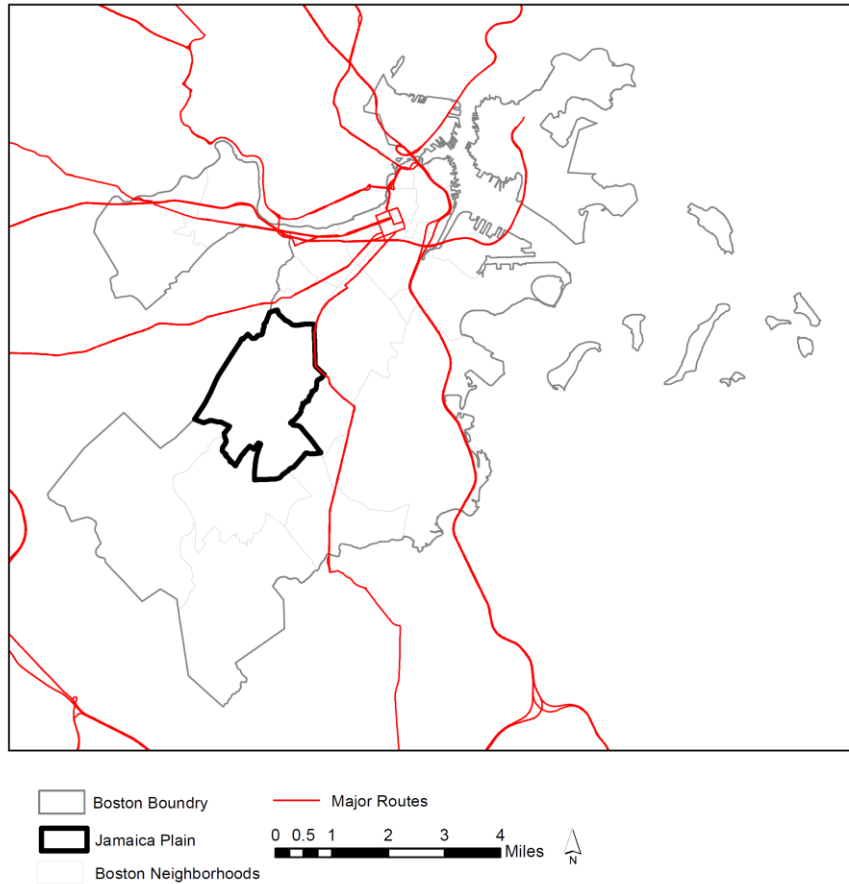 Boston Boundry
Major Routes
Jamaica Plain
0 0.5 1 2 3 4
Miles
N
Boston Neighborhoods